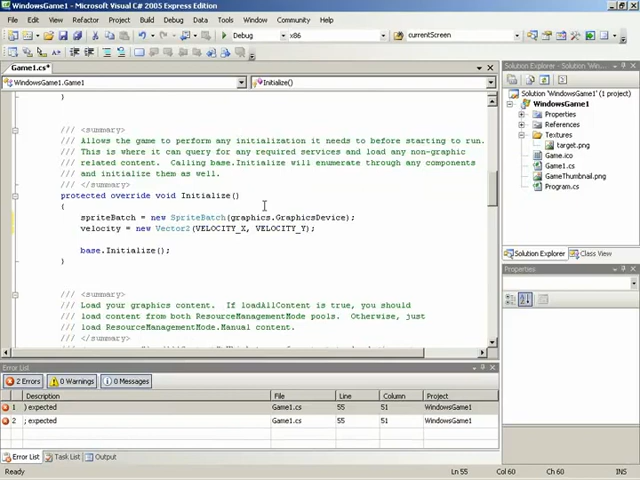 WindowsGame1 - Microsoft Visual C# 2005 Express Edition
File Edit View Refactor Project Build Debug Data Tools Window Community Help
Debug x86 currentScreen
Game1.cs*
WindowsGame1.Game1 Initialize()
}
/// <summary>
/// Allows the game to perform any initialization it needs to before starting to run.
/// This is where it can query for any required services and load any non-graphic
/// related content.  Calling base.Initialize will enumerate through any components
/// and initialize them as well.
/// </summary>
protected override void Initialize()
{
spriteBatch = new SpriteBatch(graphics.GraphicsDevice);
velocity = new Vector2(VELOCITY_X, VELOCITY_Y);
base.Initialize();
}
/// <summary>
/// Load your graphics content.  If loadAllContent is true, you should
/// load content from both ResourceManagementMode pools.  Otherwise, just
/// load ResourceManagementMode.Manual content.
/// </summary>
Solution Explorer - Solution 'WindowsG...
Solution 'WindowsGame1' (1 project)
WindowsGame1
Properties
References
Textures
target.png
Game.ico
Game1.cs
GameThumbnail.png
Program.cs
Solution Explorer Class View
Properties
Error List
2 Errors 0 Warnings 0 Messages
Description File Line Column Project
1 ) expected Game1.cs 55 51 WindowsGame1
2 ; expected Game1.cs 55 51 WindowsGame1
Error List Task List Output
Ready Ln 55 Col 60 Ch 60